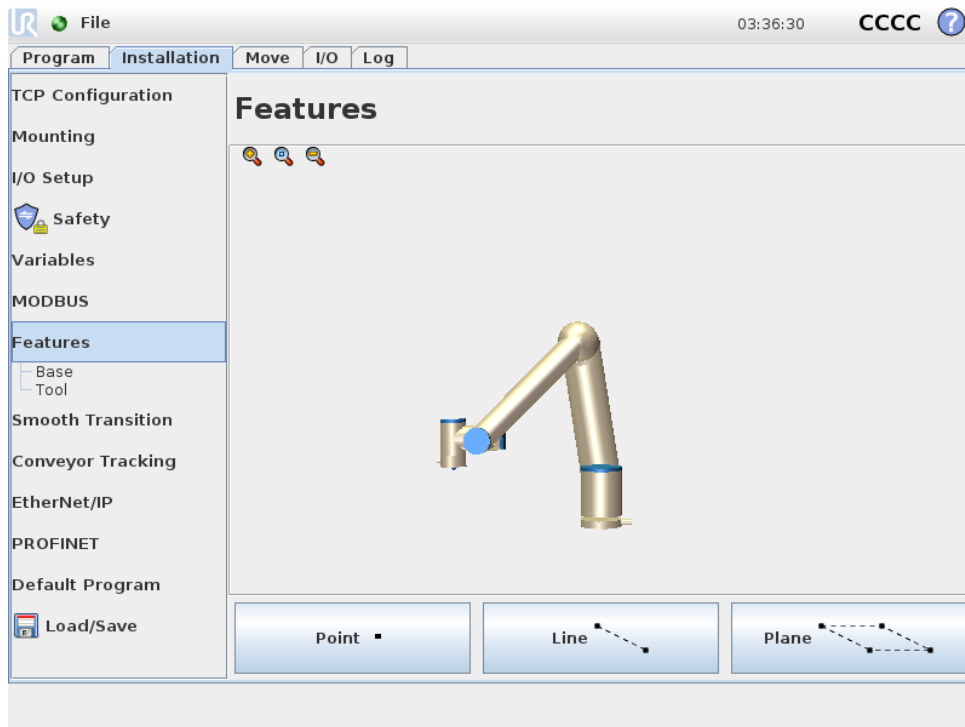 UR File 03:36:30 CCCC ?
Program Installation Move I/O Log
TCP Configuration
Mounting
I/O Setup
Safety
Variables
MODBUS
Features
Base
Tool
Smooth Transition
Conveyor Tracking
EtherNet/IP
PROFINET
Default Program
Load/Save
Features
Point
Line
Plane